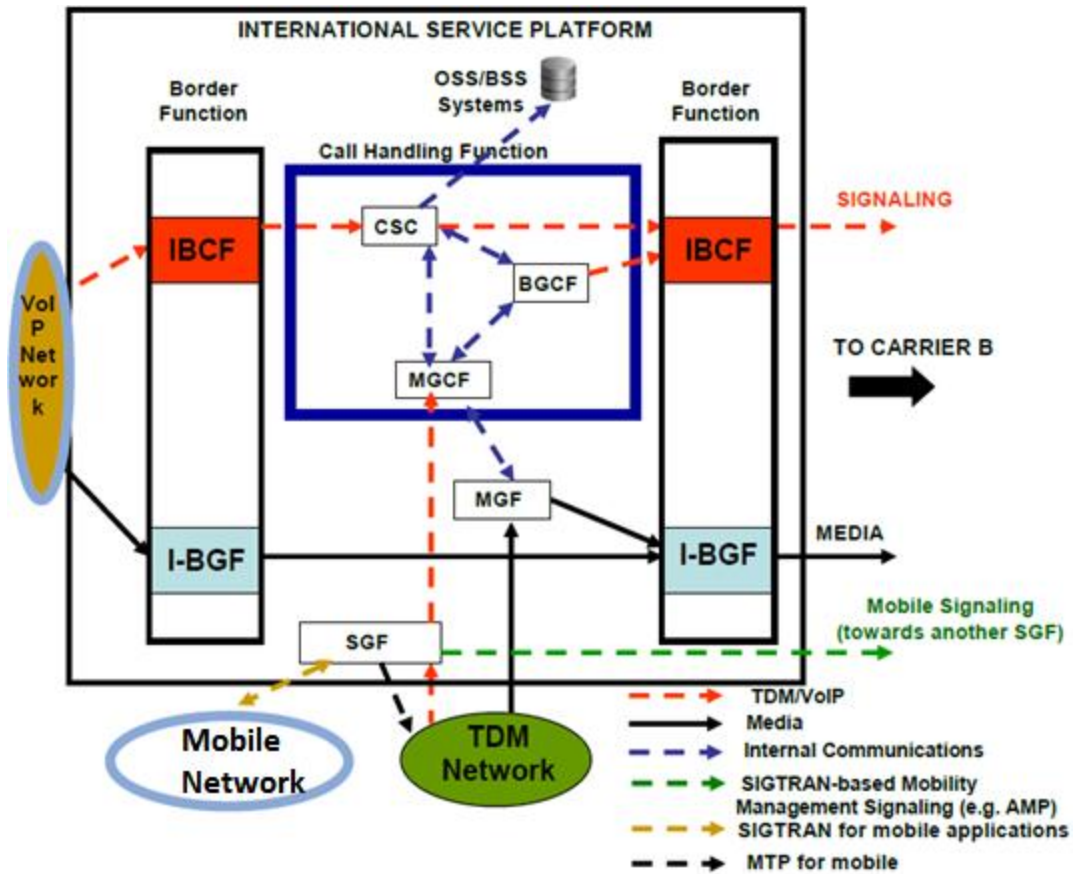 INTERNATIONAL SERVICE PLATFORM
OSS/BSS
Systems
Border
Function
Border
Function
Call Handling Function
CSC
SIGNALING
IBCF
IBCF
BGCF
VoI
P
Net
wor
k
TO CARRIER B
MGCF
MGF
MEDIA
I-BGF
I-BGF
Mobile Signaling
(towards another SGF)
SGF
TDM/VoIP
Mobile
Network
TDM
Network
Media
Internal Communications
SIGTRAN-based Mobility
Management Signaling (e.g. AMP)
SIGTRAN for mobile applications
MTP for mobile